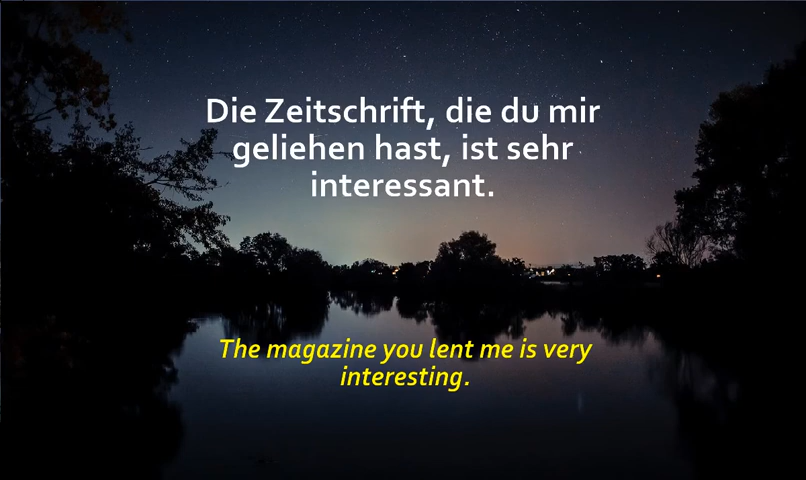 Die Zeitschrift, die du mir
geliehen hast, ist sehr
interessant.
The magazine you lent me is very
interesting.